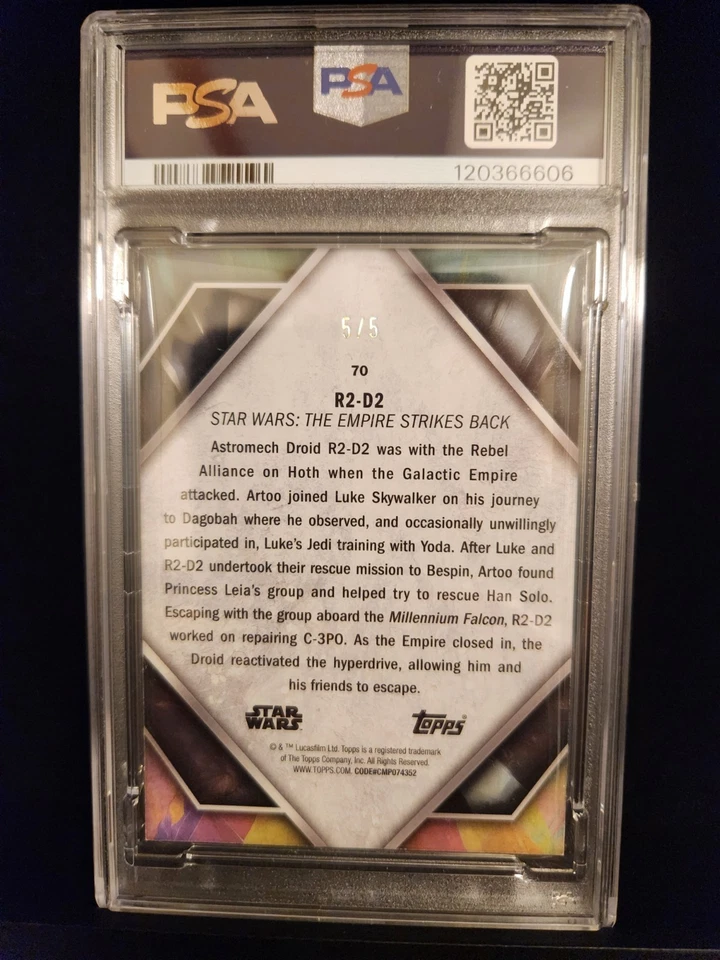 PSA PSA
120366606
5/5
70
R2-D2
STAR WARS: THE EMPIRE STRIKES BACK
Astromech Droid R2-D2 was with the Rebel
Alliance on Hoth when the Galactic Empire
attacked. Artoo joined Luke Skywalker on his journey
to Dagobah where he observed, and occasionally unwillingly
participated in, Luke's Jedi training with Yoda. After Luke and
R2-D2 undertook their rescue mission to Bespin, Artoo found
Princess Leia's group and helped try to rescue Han Solo.
Escaping with the group aboard the Millennium Falcon, R2-D2
worked on repairing C-3PO. As the Empire closed in, the
Droid reactivated the hyperdrive, allowing him and
his friends to escape.
STAR WARS topps
© & ™ Lucasfilm Ltd. Topps is a registered trademark
of The Topps Company, Inc. All Rights Reserved.
WWW.TOPPS.COM. CODE#CMP074352